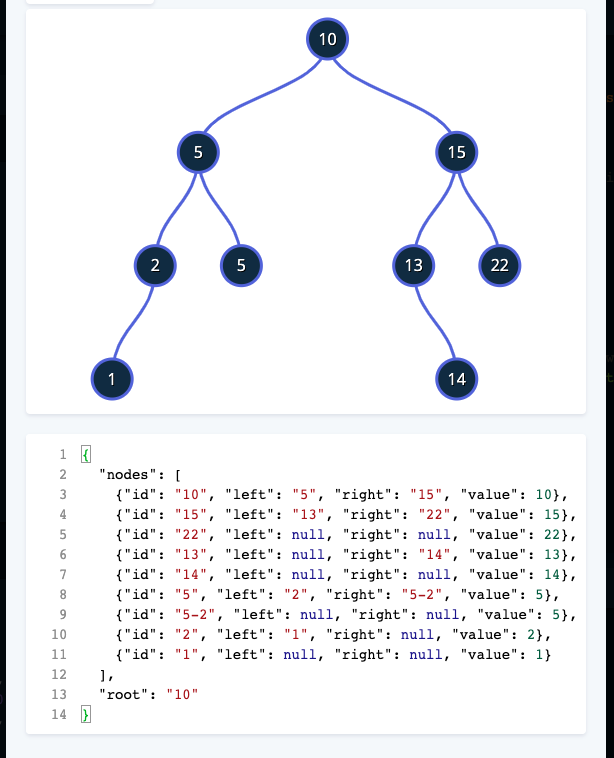 10
5
15
2
5
13
22
1
14
1 {
2 "nodes": [
3 {"id": "10", "left": "5", "right": "15", "value": 10},
4 {"id": "15", "left": "13", "right": "22", "value": 15},
5 {"id": "22", "left": null, "right": null, "value": 22},
6 {"id": "13", "left": null, "right": "14", "value": 13},
7 {"id": "14", "left": null, "right": null, "value": 14},
8 {"id": "5", "left": "2", "right": "5-2", "value": 5},
9 {"id": "5-2", "left": null, "right": null, "value": 5},
10 {"id": "2", "left": "1", "right": null, "value": 2},
11 {"id": "1", "left": null, "right": null, "value": 1}
12 ],
13 "root": "10"
14 }